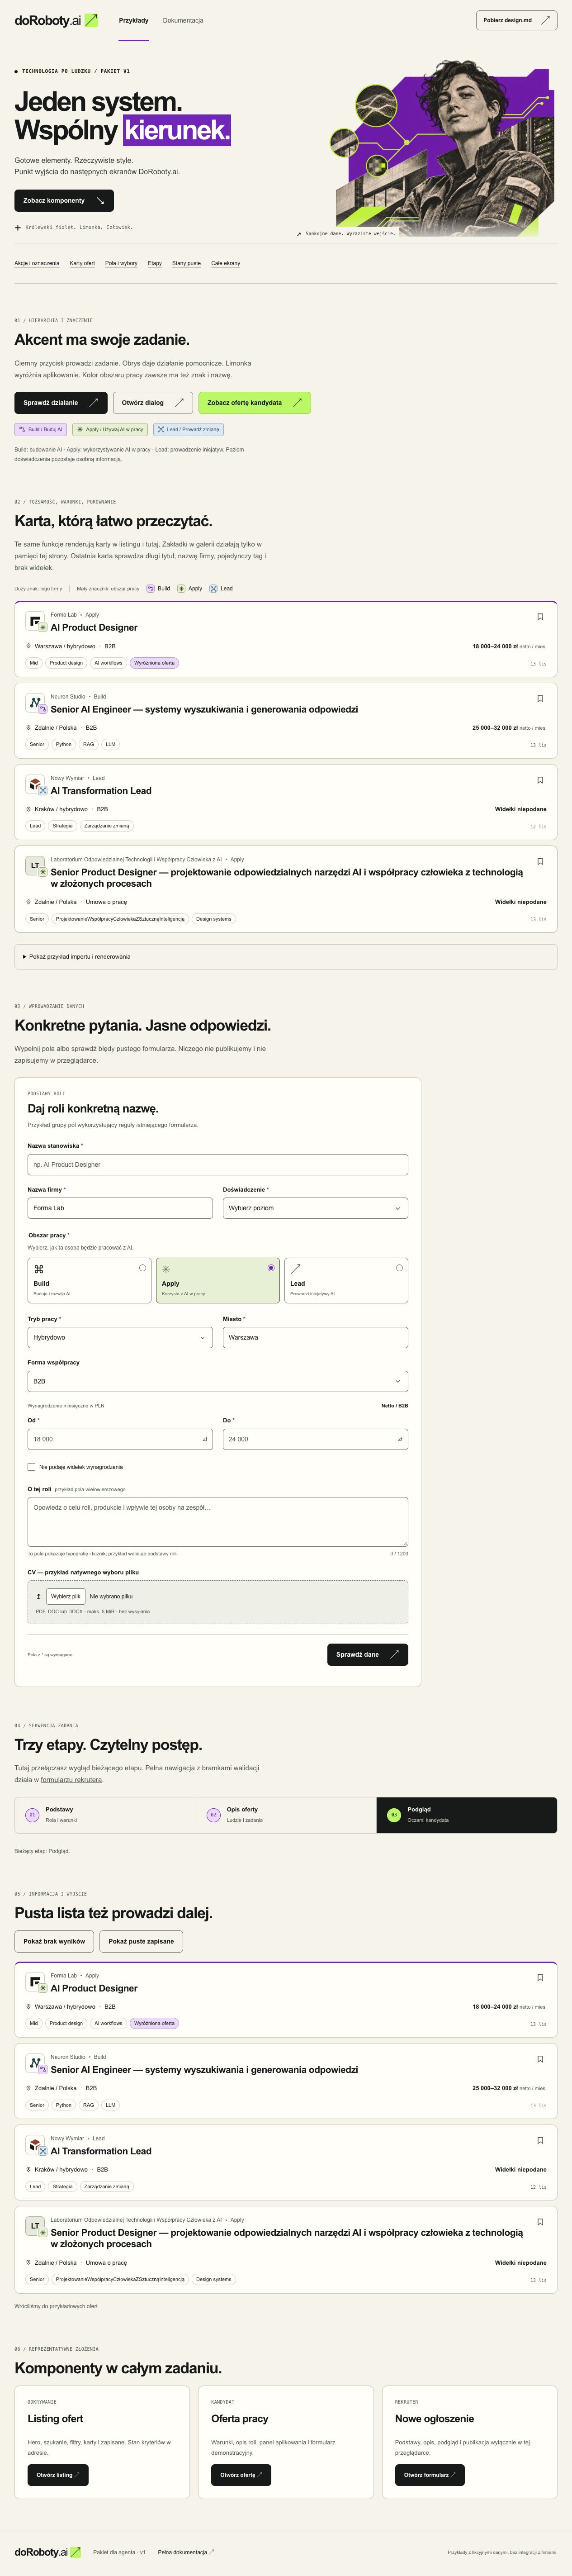 doRoboty.ai
Przykłady
Dokumentacja
Pobierz design.md
TECHNOLOGIA PO LUDZKU / PAKIET V1
Jeden system.
Wspólny kierunek.
Gotowe elementy. Rzeczywiste style.
Punkt wyjścia do następnych ekranów DoRoboty.ai.
Zobacz komponenty
Królewski fiolet. Limonka. Człowiek.
Spokojne dane. Wyraziste wejście.
Akcje i oznaczenia
Karty ofert
Pola i wybory
Etapy
Stany puste
Całe ekrany
01 / HIERARCHIA I ZNACZENIE
Akcent ma swoje zadanie.
Ciemny przycisk prowadzi zadanie. Obrys daje działanie pomocnicze. Limonka
wyróżnia aplikowanie. Kolor obszaru pracy zawsze ma też znak i nazwę.
Sprawdź działanie
Otwórz dialog
Zobacz ofertę kandydata
Build / Buduj AI
Apply / Używaj AI w pracy
Lead / Prowadź zmianę
Build: budowanie AI · Apply: wykorzystywanie AI w pracy · Lead: prowadzenie inicjatyw. Poziom
doświadczenia pozostaje osobną informacją.
02 / TOŻSAMOŚĆ, WARUNKI, PORÓWNANIE
Karta, którą łatwo przeczytać.
Te same funkcje renderują karty w listingu i tutaj. Zakładki w galerii działają tylko w
pamięci tej strony. Ostatnia karta sprawdza długi tytuł, nazwę firmy, pojedynczy tag i
brak widełek.
Duży znak: logo firmy
Mały znacznik: obszar pracy
Build
Apply
Lead
Forma Lab • Apply
AI Product Designer
Warszawa / hybrydowo · B2B
18 000–24 000 zł netto / mies.
Mid
Product design
AI workflows
Wyróżniona oferta
13 lis
Neuron Studio • Build
Senior AI Engineer — systemy wyszukiwania i generowania odpowiedzi
Zdalnie / Polska · B2B
25 000–32 000 zł netto / mies.
Senior
Python
RAG
LLM
13 lis
Nowy Wymiar • Lead
AI Transformation Lead
Kraków / hybrydowo · B2B
Widełki niepodane
Lead
Strategia
Zarządzanie zmianą
12 lis
LT
Laboratorium Odpowiedzialnej Technologii i Współpracy Człowieka z AI • Apply
Senior Product Designer — projektowanie odpowiedzialnych narzędzi AI i współpracy człowieka z technologią
w złożonych procesach
Zdalnie / Polska · Umowa o pracę
Widełki niepodane
Senior
ProjektowanieWspółpracyCzłowiekaZSztucznąInteligencją
Design systems
13 lis
Pokaż przykład importu i renderowania
03 / WPROWADZANIE DANYCH
Konkretne pytania. Jasne odpowiedzi.
Wypełnij pola albo sprawdź błędy pustego formularza. Niczego nie publikujemy i nie
zapisujemy w przeglądarce.
PODSTAWY ROLI
Daj roli konkretną nazwę.
Przykład grupy pól wykorzystujący reguły istniejącego formularza.
Nazwa stanowiska *
np. AI Product Designer
Nazwa firmy *
Doświadczenie *
Forma Lab
Wybierz poziom
Obszar pracy *
Wybierz, jak ta osoba będzie pracować z AI.
Build
Buduje i rozwija AI
Apply
Korzysta z AI w pracy
Lead
Prowadzi inicjatywy AI
Tryb pracy *
Miasto *
Hybrydowo
Warszawa
Forma współpracy
B2B
Wynagrodzenie miesięczne w PLN
Netto / B2B
Od *
Do *
18 000
zł
24 000
zł
Nie podaję widełek wynagrodzenia
O tej roli przykład pola wielowierszowego
Opowiedz o celu roli, produkcie i wpływie tej osoby na zespół…
To pole pokazuje typografię i licznik; przykład waliduje podstawy roli.
0 / 1200
CV — przykład natywnego wyboru pliku
Wybierz plik
Nie wybrano pliku
PDF, DOC lub DOCX · maks. 5 MiB · bez wysyłania
Pola z * są wymagane.
Sprawdź dane
04 / SEKWENCJA ZADANIA
Trzy etapy. Czytelny postęp.
Tutaj przełączasz wygląd bieżącego etapu. Pełna nawigacja z bramkami walidacji
działa w formularzu rekrutera.
01
Podstawy
Rola i warunki
02
Opis oferty
Ludzie i zadania
03
Podgląd
Oczami kandydata
Bieżący etap: Podgląd.
05 / INFORMACJA I WYJŚCIE
Pusta lista też prowadzi dalej.
Pokaż brak wyników
Pokaż puste zapisane
Forma Lab • Apply
AI Product Designer
Warszawa / hybrydowo · B2B
18 000–24 000 zł netto / mies.
Mid
Product design
AI workflows
Wyróżniona oferta
13 lis
Neuron Studio • Build
Senior AI Engineer — systemy wyszukiwania i generowania odpowiedzi
Zdalnie / Polska · B2B
25 000–32 000 zł netto / mies.
Senior
Python
RAG
LLM
13 lis
Nowy Wymiar • Lead
AI Transformation Lead
Kraków / hybrydowo · B2B
Widełki niepodane
Lead
Strategia
Zarządzanie zmianą
12 lis
LT
Laboratorium Odpowiedzialnej Technologii i Współpracy Człowieka z AI • Apply
Senior Product Designer — projektowanie odpowiedzialnych narzędzi AI i współpracy człowieka z technologią
w złożonych procesach
Zdalnie / Polska · Umowa o pracę
Widełki niepodane
Senior
ProjektowanieWspółpracyCzłowiekaZSztucznąInteligencją
Design systems
13 lis
Wróciliśmy do przykładowych ofert.
06 / REPREZENTATYWNE ZŁOŻENIA
Komponenty w całym zadaniu.
ODKRYWANIE
Listing ofert
Hero, szukanie, filtry, karty i zapisane. Stan kryteriów w
adresie.
Otwórz listing
KANDYDAT
Oferta pracy
Warunki, opis roli, panel aplikowania i formularz
demonstracyjny.
Otwórz ofertę
REKRUTER
Nowe ogłoszenie
Podstawy, opis, podgląd i publikacja wyłącznie w tej
przeglądarce.
Otwórz formularz
doRoboty.ai
Pakiet dla agenta · v1
Pełna dokumentacja
Przykłady z fikcyjnymi danymi, bez integracji z firmami.